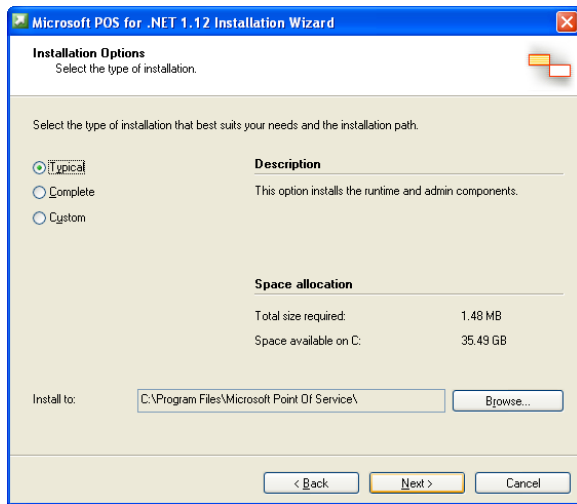 Microsoft POS for .NET 1.12 Installation Wizard
Installation Options
Select the type of installation.
Select the type of installation that best suits your needs and the installation path.
Typical
Complete
Custom
Description
This option installs the runtime and admin components.
Space allocation
Total size required: 1.48 MB
Space available on C: 35.49 GB
Install to: C:\Program Files\Microsoft Point Of Service\ Browse...
< Back Next > Cancel